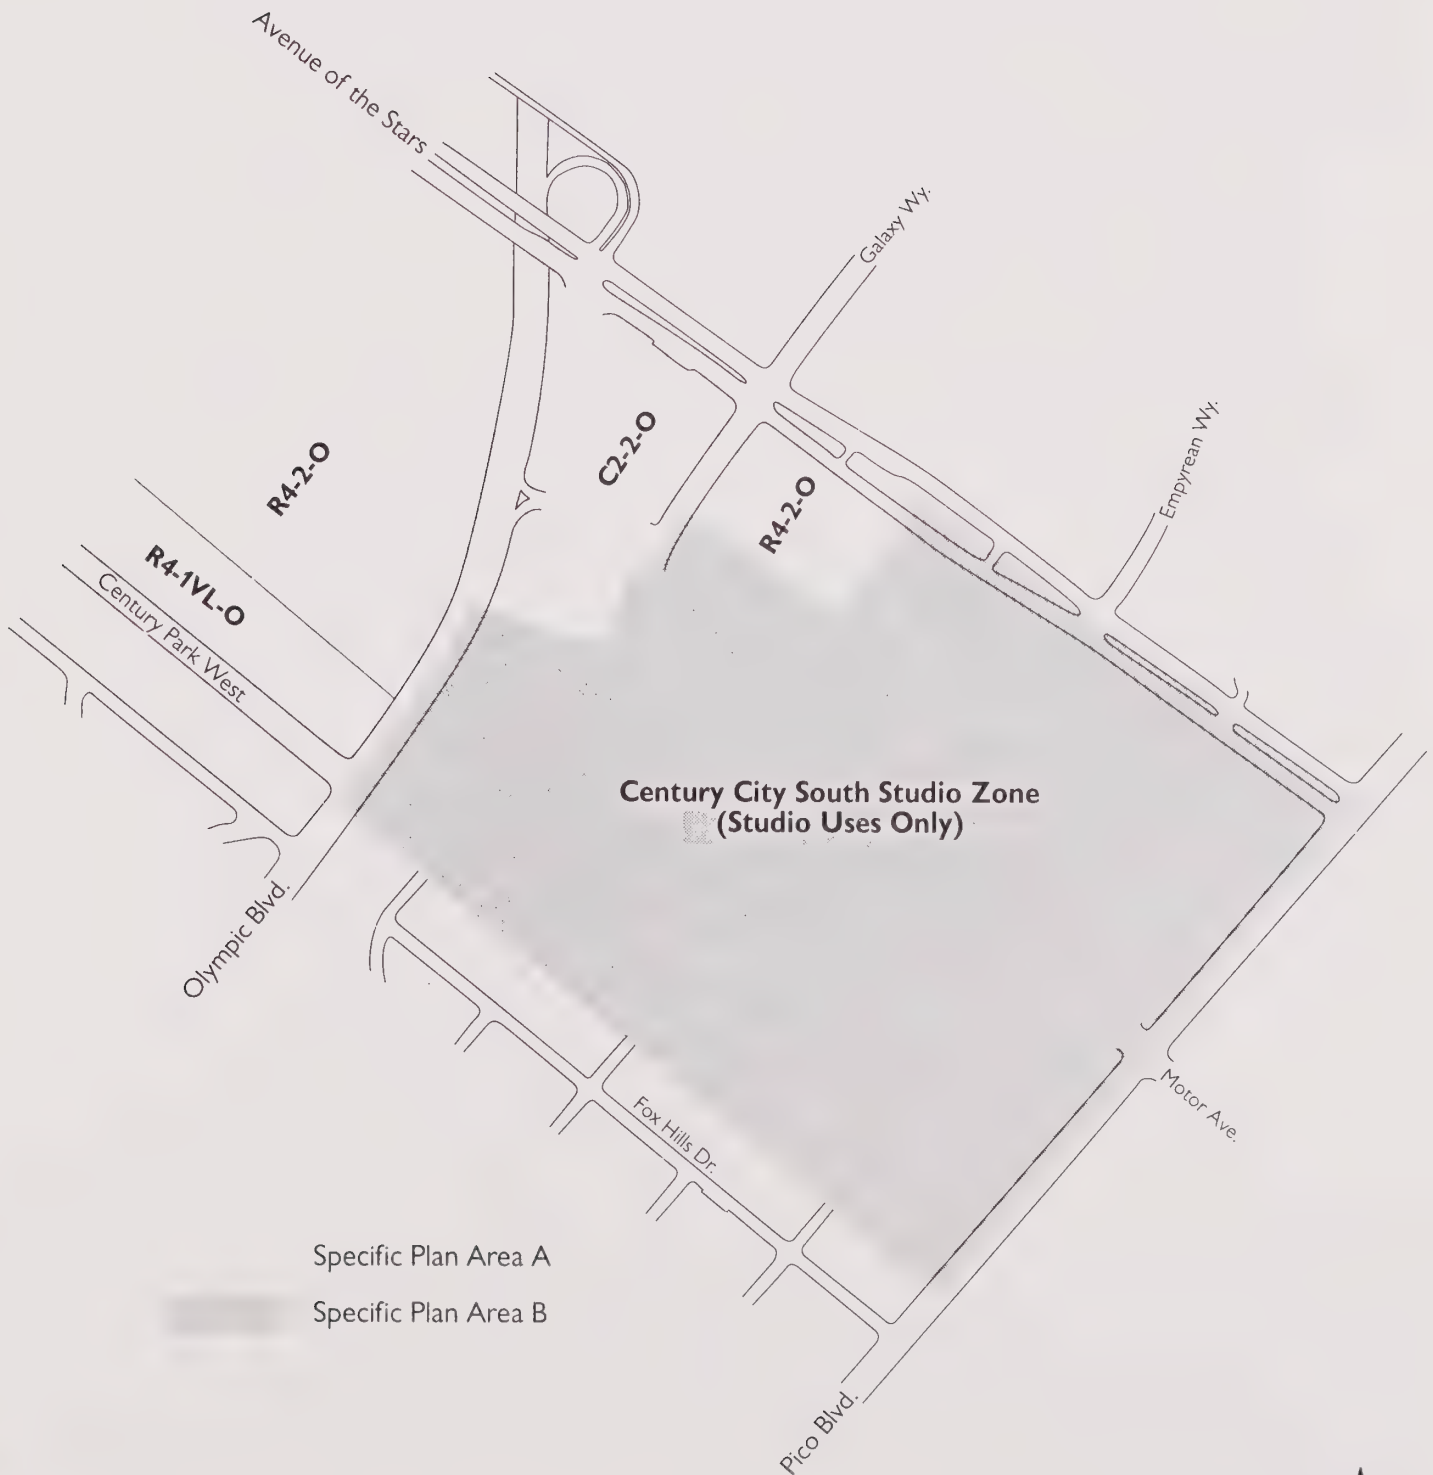 Avenue of the Stars
Galaxy Wy.
Empyrean Wy.
R4-2-O
C2-2-O
R4-2-O
R4-1VL-O
Century Park West
Century City South Studio Zone
(Studio Uses Only)
Olympic Blvd.
Motor Ave.
Fox Hills Dr.
Specific Plan Area A
Specific Plan Area B
Pico Blvd.